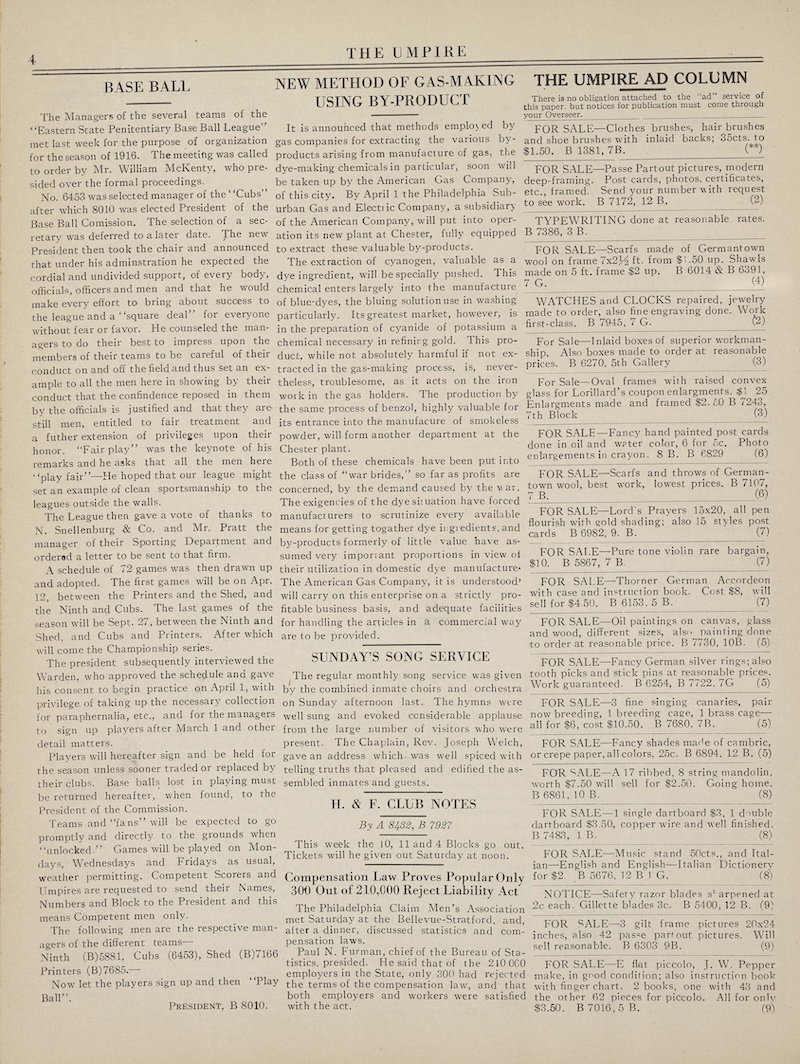 4
THE UMPIRE
BASE BALL
The Managers of the several teams of the
"Eastern State Penitentiary Base Ball League"
met last week for the purpose of organization
for the season of 1916. The meeting was called
to order by Mr. William McKenty, who pre-
sided over the formal proceedings.
No. 6453 was selected manager of the "Cubs"
after which 8010 was elected President of the
Base Ball Comission. The selection of a sec-
retary was deferred to a later date. The new
President then took the chair and announced
that under his adminstration he expected the
cordial and undivided support, of every body,
officials, officers and men and that he would
make every effort to bring about success to
the league and a "square deal" for everyone
without fear or favor. He counseled the man-
agers to do their best to impress upon the
members of their teams to be careful of their
conduct on and off the field and thus set an ex-
ample to all the men here in showing by their
conduct that the confindence reposed in them
by the officials is justified and that they are
still men, entitled to fair treatment and
a futher extension of privileges upon their
honor. "Fair play" was the keynote of his
remarks and he asks that all the men here
"play fair"—He hoped that our league might
set an example of clean sportsmanship to the
leagues outside the walls.
The League then gave a vote of thanks to
N. Snellenburg & Co. and Mr. Pratt the
manager of their Sporting Department and
ordered a letter to be sent to that firm.
A schedule of 72 games was then drawn up
and adopted. The first games will be on Apr.
12, between the Printers and the Shed, and
the Ninth and Cubs. The last games of the
season will be Sept. 27, between the Ninth and
Shed, and Cubs and Printers. After which
will come the Championship series.
The president subsequently interviewed the
Warden, who approved the schedule and gave
his consent to begin practice on April 1, with
privilege of taking up the necessary collection
for paraphernalia, etc., and for the managers
to sign up players after March 1 and other
detail matters.
Players will hereafter sign and be held for
the season unless sooner traded or replaced by
their clubs. Base balls lost in playing must
be returned hereafter, when found, to the
President of the Commission.
Teams and "fans" will be expected to go
promptly and directly to the grounds when
"unlocked." Games will be played on Mon-
days, Wednesdays and Fridays as usual,
weather permitting. Competent Scorers and
Umpires are requested to send their Names,
Numbers and Block to the President and this
means Competent men only.
The following men are the respective man-
agers of the different teams—
Ninth (B)5881, Cubs (6453), Shed (B)7166
Printers (B)7685.—
Now let the players sign up and then "Play
Ball".
PRESIDENT, B 8010.
NEW METHOD OF GAS-MAKING
USING BY-PRODUCT
It is announced that methods employed by
gas companies for extracting the various by-
products arising from manufacture of gas, the
dye-making chemicals in particular, soon will
be taken up by the American Gas Company,
of this city. By April 1 the Philadelphia Sub-
urban Gas and Electric Company, a subsidiary
of the American Company, will put into oper-
ation its new plant at Chester, fully equipped
to extract these valuable by-products.
The extraction of cyanogen, valuable as a
dye ingredient, will be specially pushed. This
chemical enters largely into the manufacture
of blue-dyes, the bluing solution use in washing
particularly. Its greatest market, however, is
in the preparation of cyanide of potassium a
chemical necessary in refining gold. This pro-
duct, while not absolutely harmful if not ex-
tracted in the gas-making process, is, never-
theless, troublesome, as it acts on the iron
work in the gas holders. The production by
the same process of benzol, highly valuable for
its entrance into the manufacure of smokeless
powder, will form another department at the
Chester plant.
Both of these chemicals have been put into
the class of "war brides," so far as profits are
concerned, by the demand caused by the war.
The exigencies of the dye situation have forced
manufacturers to scrutinize every available
means for getting togather dye ingredients, and
by-products formerly of little value have as-
sumed very important proportions in view of
their utilization in domestic dye manufacture.
The American Gas Company, it is understood'
will carry on this enterprise on a strictly pro-
fitable business basis, and adequate facilities
for handling the articles in a commercial way
are to be provided.
SUNDAY'S SONG SERVICE
The regular monthly song service was given
by the combined inmate choirs and orchestra
on Sunday afternoon last. The hymns were
well sung and evoked considerable applause
from the large number of visitors who were
present. The Chaplain, Rev. Joseph Welch,
gave an address which was well spiced with
telling truths that pleased and edified the as-
sembled inmates and guests.
H. & F. CLUB NOTES
By A 8432, B 7927
This week the 10, 11 and 4 Blocks go out.
Tickets will he given out Saturday at noon.
Compensation Law Proves Popular Only
300 Out of 210,000 Reject Liability Act
The Philadelphia Claim Men's Association
met Saturday at the Bellevue-Stratford, and,
after a dinner, discussed statistics and com-
pensation laws.
Paul N. Furman, chief of the Bureau of Sta-
tistics, presided. He said that of the 210 000
employers in the State, only 300 had rejected
the terms of the compensation law, and that
both employers and workers were satisfied
with the act.
THE UMPIRE AD COLUMN
There is no obligation attached to the "ad" service of
this paper. but notices for publication must come through
your Overseer.
FOR SALE—Clothes brushes, hair brushes
and shoe brushes with inlaid backs; 35cts. to
$1.50. B 1381, 7B. (**)
FOR SALE—Passe Partout pictures, modern
deep-framing. Post cards, photos, certificates,
etc., framed. Send your number with request
to see work. B 7172, 12 B. (2)
TYPEWRITING done at reasonable rates.
B 7386, 3 B.
FOR SALE—Scarfs made of Germantown
wool on frame 7x2½ ft. from $1.50 up. Shawls
made on 5 ft. frame $2 up. B 6014 & B 6391,
7 G. (4)
WATCHES and CLOCKS repaired, jewelry
made to order, also fine engraving done. Work
first-class. B 7945, 7 G. (2)
For Sale—Inlaid boxes of superior workman-
ship. Also boxes made to order at reasonable
prices. B 6270, 5th Gallery (3)
For Sale—Oval frames with raised convex
glass for Lorillard's coupon enlargments. $1 25
Enlargments made and framed $2.50 B 7243,
7th Block (3)
FOR SALE—Fancy hand painted post cards
done in oil and water color, 6 for 5c. Photo
enlargements in crayon. 8 B. B 6829 (6)
FOR SALE—Scarfs and throws of German-
town wool, best work, lowest prices. B 7107,
7 B. (6)
FOR SALE—Lord's Prayers 15x20, all pen
flourish with gold shading; also 15 styles post
cards B 6982, 9. B. (7)
FOR SALE—Pure tone violin rare bargain,
$10. B 5867, 7 B. (7)
FOR SALE—Thorner German Accordeon
with case and instruction book. Cost $8, will
sell for $4.50. B 6153, 5 B. (7)
FOR SALE—Oil paintings on canvas, glass
and wood, different sizes, also painting done
to order at reasonable price. B 7730, 10B. (5)
FOR SALE—Fancy German silver rings; also
tooth picks and stick pins at reasonable prices.
Work guaranteed. B 6254, B 7722, 7G (5)
FOR SALE—3 fine singing canaries, pair
now breeding, 1 breeding cage, 1 brass cage—
all for $6, cost $10.50. B 7680, 7B. (5)
FOR SALE—Fancy shades made of cambric,
or crepe paper, all colors, 25c. B 6894, 12 B. (5)
FOR SALE—A 17 ribbed, 8 string mandolin,
worth $7.50 will sell for $2.50. Going home.
B 6861, 10 B. (8)
FOR SALE—1 single dartboard $3, 1 double
dartboard $3.50, copper wire and well finished.
B 7483, 1 B. (8)
FOR SALE—Music stand 50cts., and Ital-
ian—English and English—Italian Dictionery
for $2. B 5676, 12 B 1 G. (8)
NOTICE—Safety razor blades sharpened at
2c each. Gillette blades 3c. B 5400, 12 B. (9)
FOR SALE—3 gilt frame pictures 20x24
inches, also 42 passe partout pictures. Will
sell reasonable. B 6303 9B. (9)
FOR SALE—E flat piccolo, J. W. Pepper
make, in good condition; also instruction book
with finger chart. 2 books, one with 43 and
the other 62 pieces for piccolo. All for only
$3.50. B 7016, 5 B. (9)